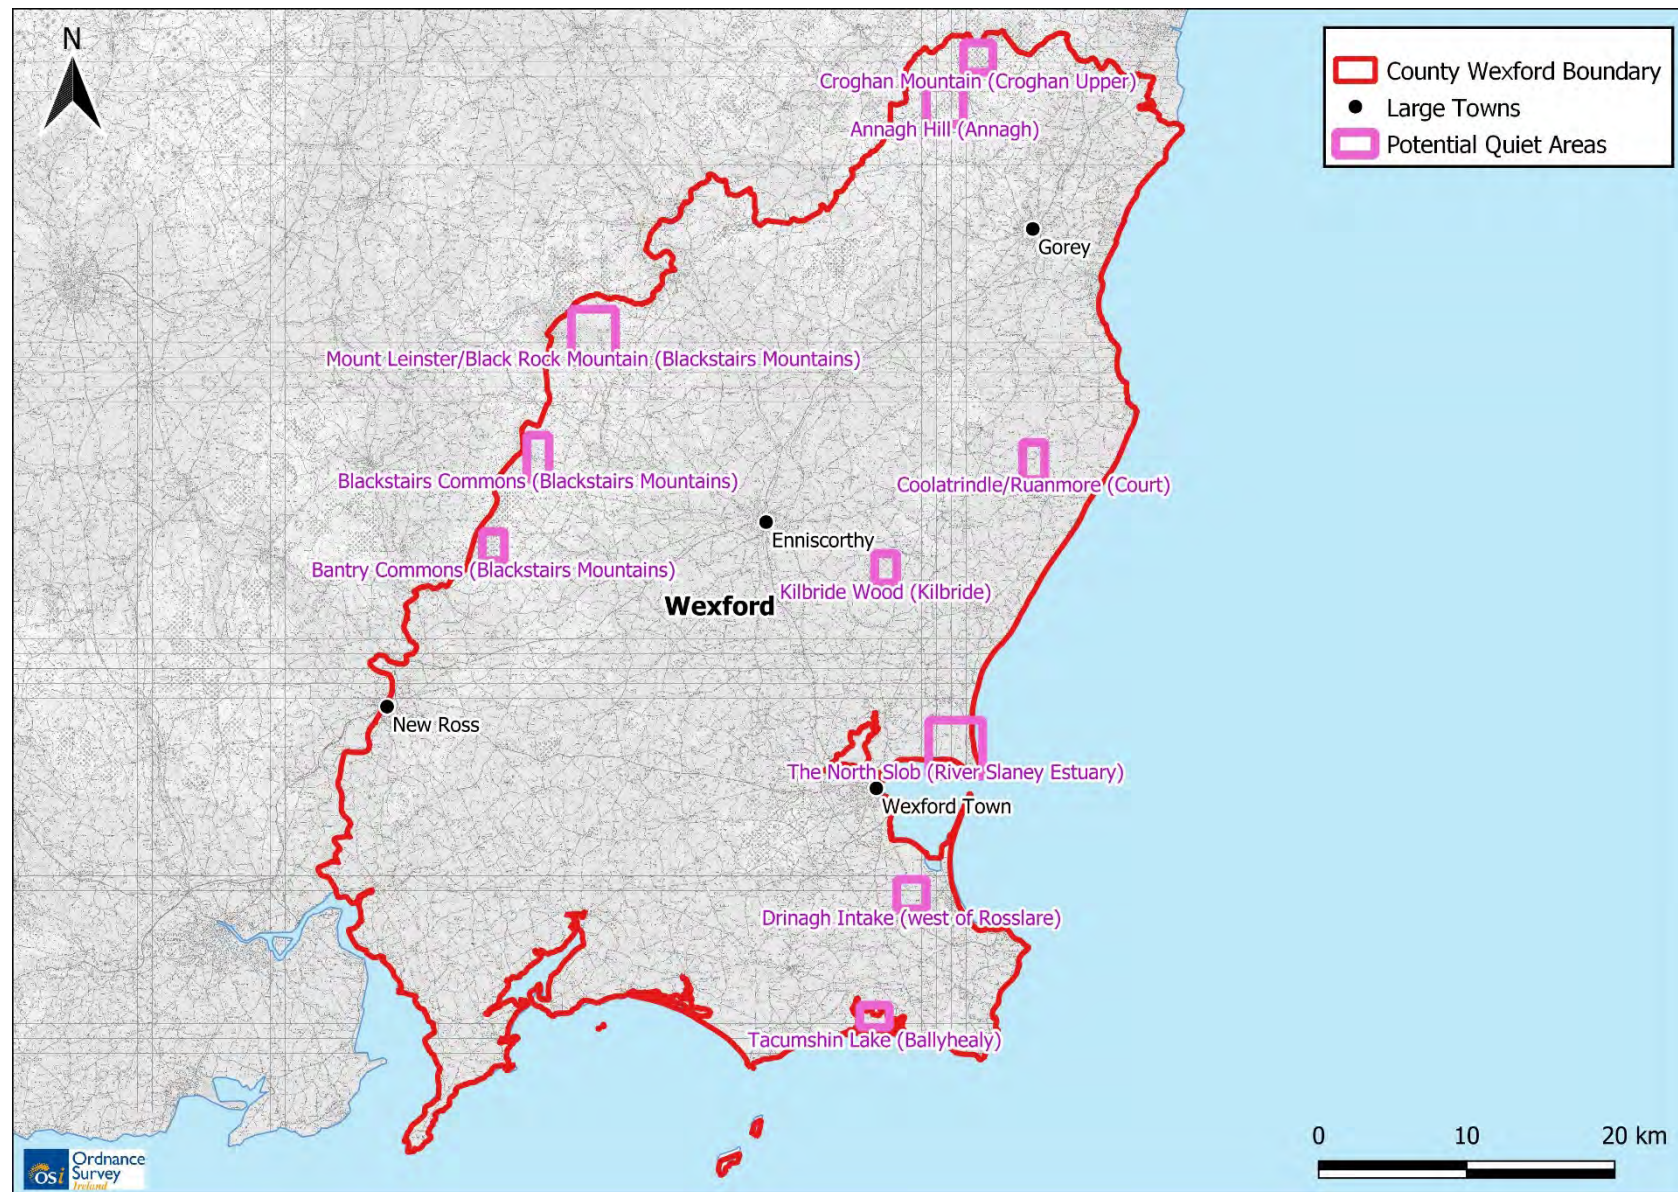 N
County Wexford Boundary
Large Towns
Potential Quiet Areas
Croghan Mountain (Croghan Upper)
Annagh Hill (Annagh)
Gorey
Mount Leinster/Black Rock Mountain (Blackstairs Mountains)
Blackstairs Commons (Blackstairs Mountains)
Coolatrindle/Ruanmore (Court)
Enniscorthy
Bantry Commons (Blackstairs Mountains)
Kilbride Wood (Kilbride)
Wexford
New Ross
The North Slob (River Slaney Estuary)
Wexford Town
Drinagh Intake (west of Rosslare)
Tacumshin Lake (Ballyhealy)
0 10 20 km
osi
Ordnance
Survey
Ireland